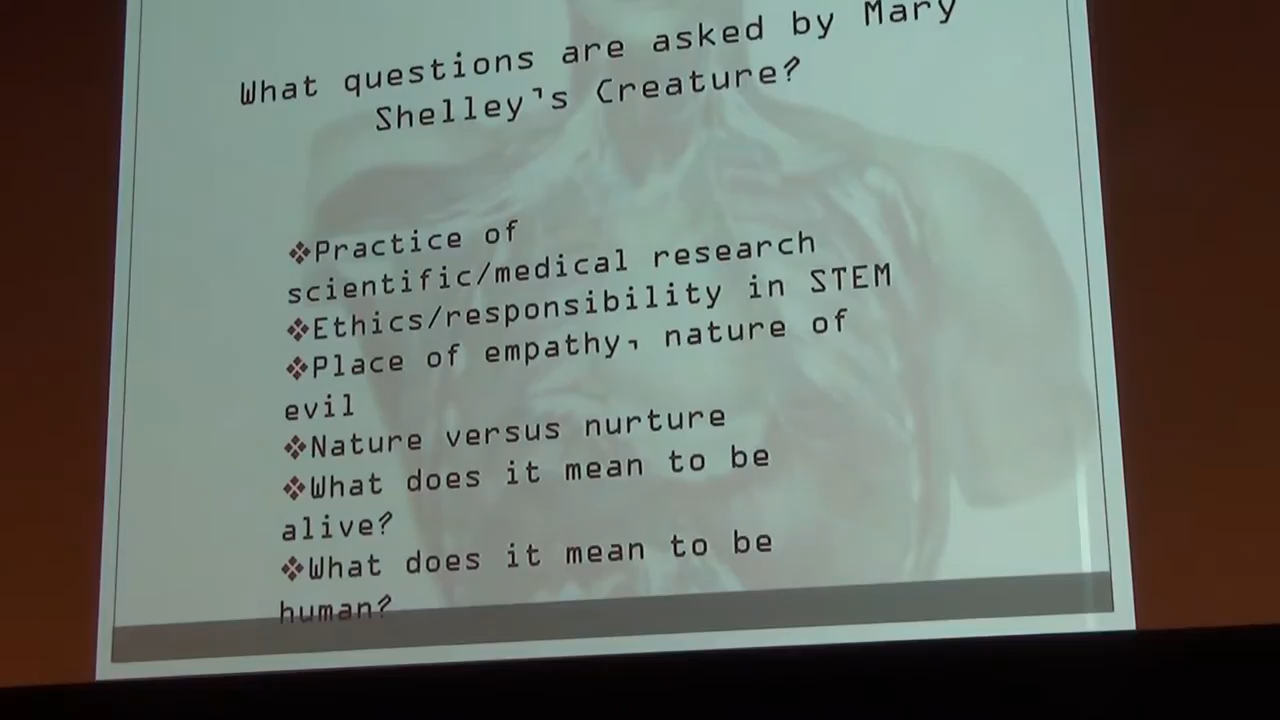 What questions are asked by Mary
Shelley's Creature?
❖Practice of
scientific/medical research
❖Ethics/responsibility in STEM
❖Place of empathy, nature of
evil
❖Nature versus nurture
❖What does it mean to be
alive?
❖What does it mean to be
human?